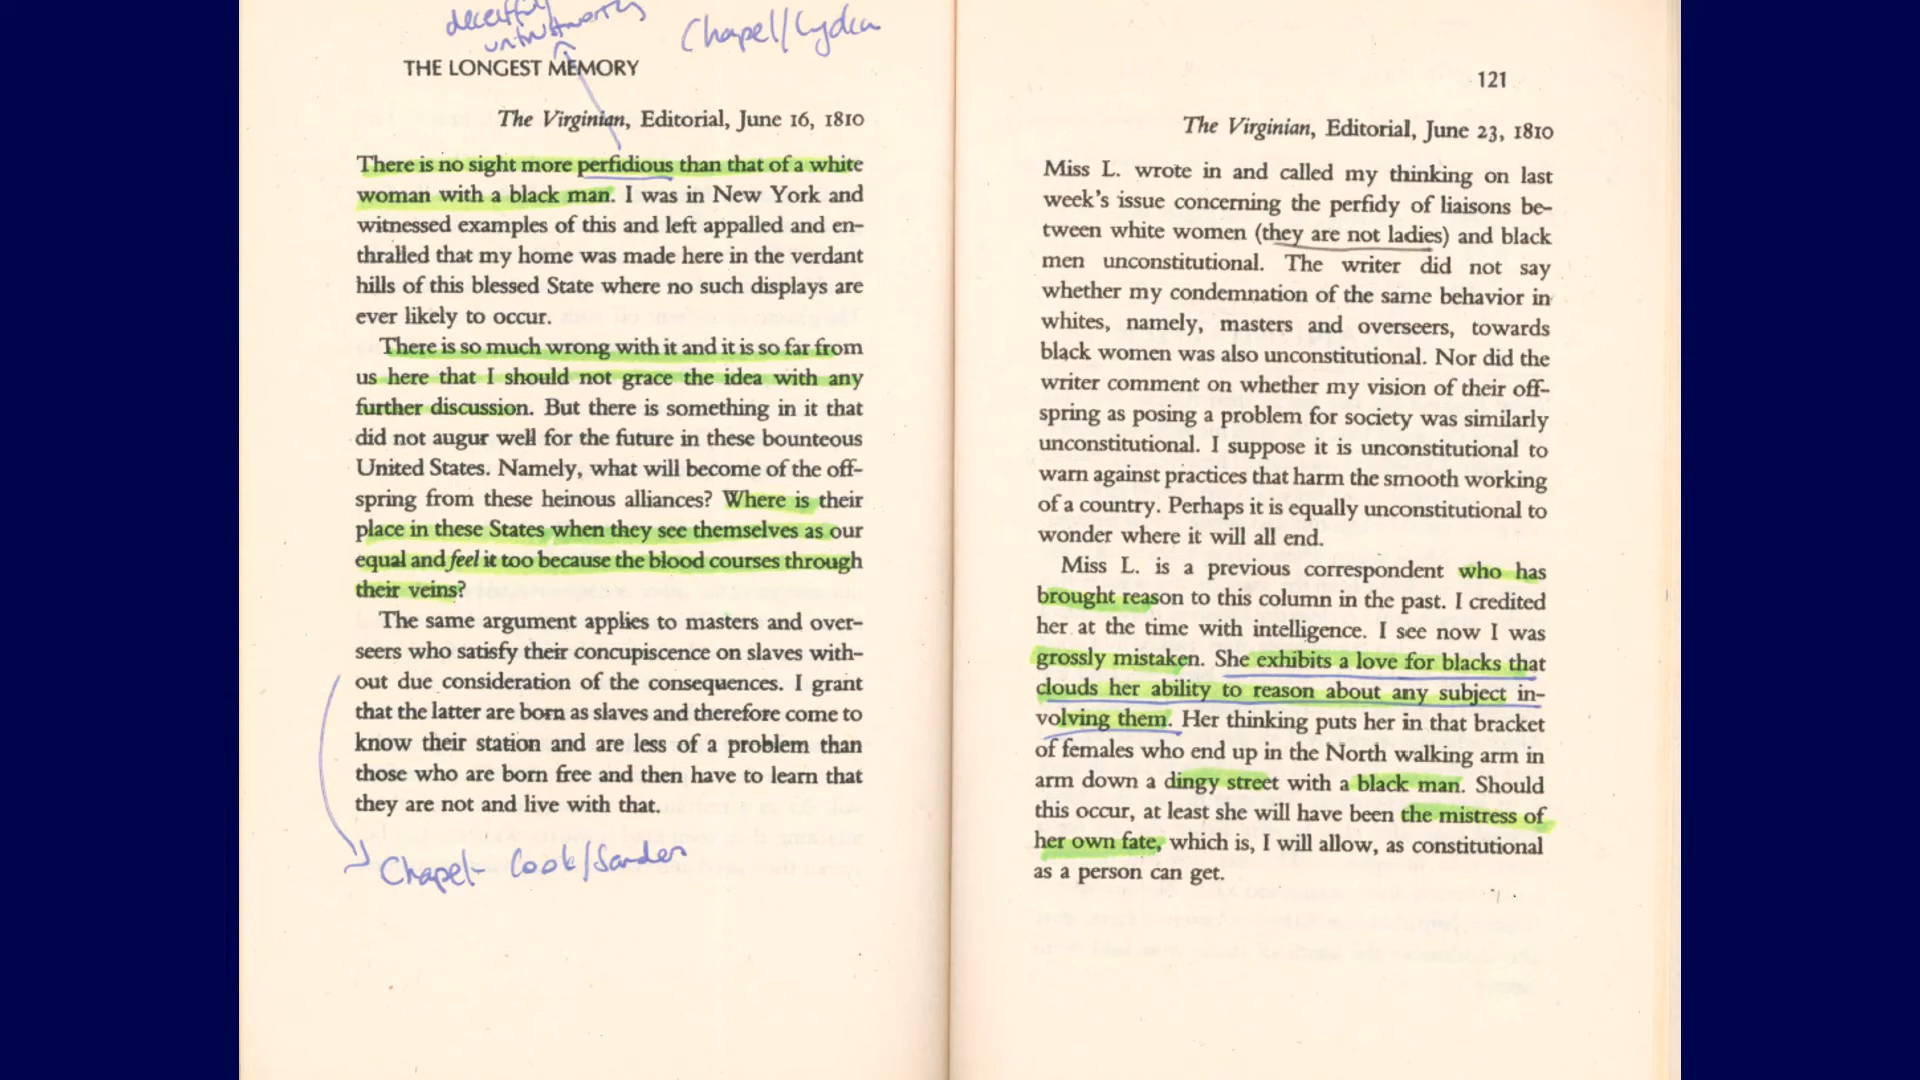 deceitful
untrustworthy
Chapel/Lydia
THE LONGEST MEMORY
The Virginian, Editorial, June 16, 1810
There is no sight more perfidious than that of a white
woman with a black man. I was in New York and
witnessed examples of this and left appalled and en-
thralled that my home was made here in the verdant
hills of this blessed State where no such displays are
ever likely to occur.
There is so much wrong with it and it is so far from
us here that I should not grace the idea with any
further discussion. But there is something in it that
did not augur well for the future in these bounteous
United States. Namely, what will become of the off-
spring from these heinous alliances? Where is their
place in these States when they see themselves as our
equal and feel it too because the blood courses through
their veins?
The same argument applies to masters and over-
seers who satisfy their concupiscence on slaves with-
out due consideration of the consequences. I grant
that the latter are born as slaves and therefore come to
know their station and are less of a problem than
those who are born free and then have to learn that
they are not and live with that.
Chapel- Cook/Sanders
121
The Virginian, Editorial, June 23, 1810
Miss L. wrote in and called my thinking on last
week's issue concerning the perfidy of liaisons be-
tween white women (they are not ladies) and black
men unconstitutional. The writer did not say
whether my condemnation of the same behavior in
whites, namely, masters and overseers, towards
black women was also unconstitutional. Nor did the
writer comment on whether my vision of their off-
spring as posing a problem for society was similarly
unconstitutional. I suppose it is unconstitutional to
warn against practices that harm the smooth working
of a country. Perhaps it is equally unconstitutional to
wonder where it will all end.
Miss L. is a previous correspondent who has
brought reason to this column in the past. I credited
her at the time with intelligence. I see now I was
grossly mistaken. She exhibits a love for blacks that
clouds her ability to reason about any subject in-
volving them. Her thinking puts her in that bracket
of females who end up in the North walking arm in
arm down a dingy street with a black man. Should
this occur, at least she will have been the mistress of
her own fate, which is, I will allow, as constitutional
as a person can get.